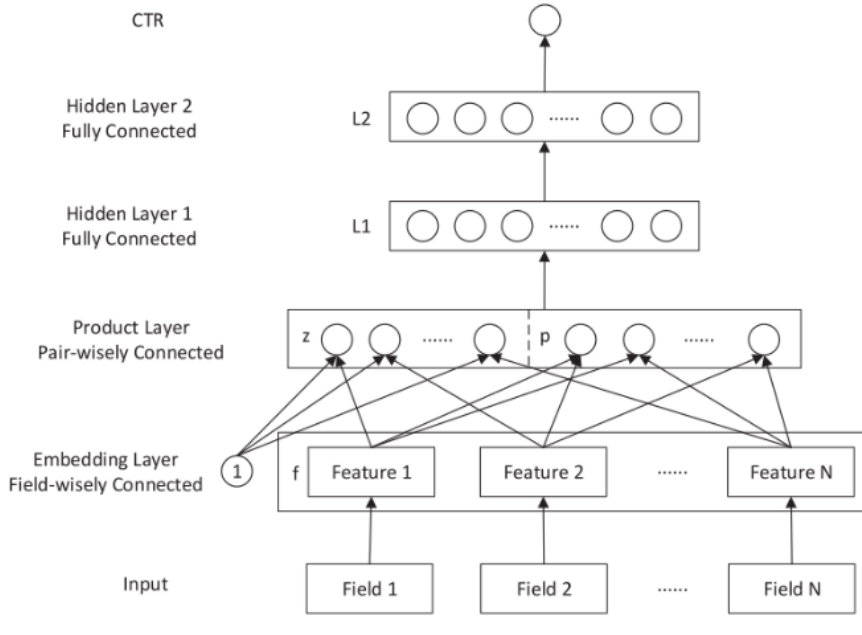 CTR
Hidden Layer 2
Fully Connected
L2
......
Hidden Layer 1
Fully Connected
L1
......
Product Layer
Pair-wisely Connected
z
......
p
......
Embedding Layer
Field-wisely Connected
1
f
Feature 1
Feature 2
......
Feature N
Input
Field 1
Field 2
......
Field N